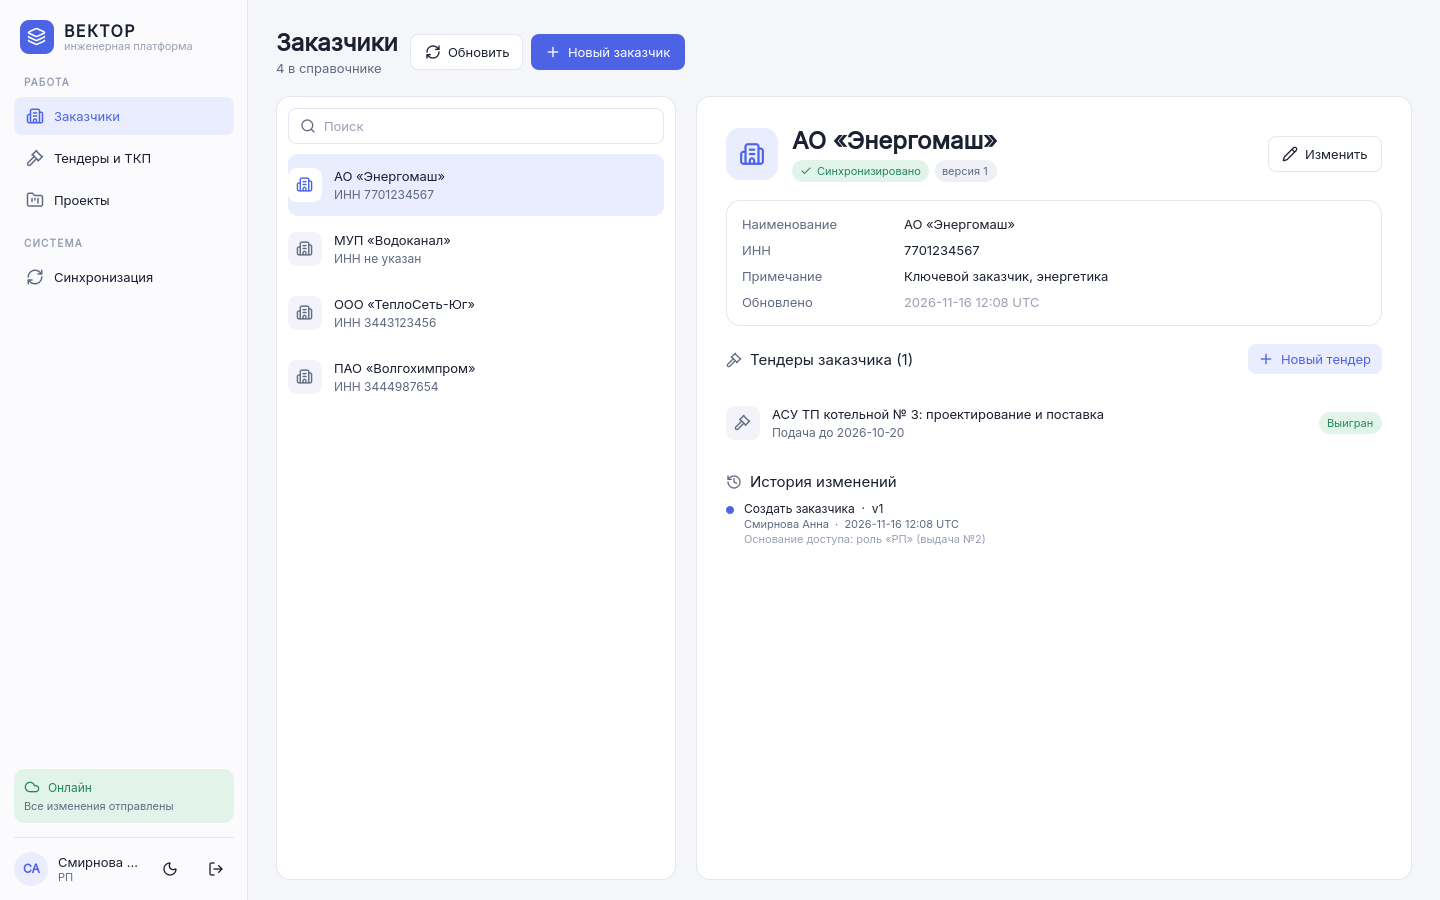 ВЕКТОР
инженерная платформа
РАБОТА
Заказчики
Тендеры и ТКП
Проекты
СИСТЕМА
Синхронизация
Онлайн
Все изменения отправлены
СА
Смирнова ...
РП
Заказчики
4 в справочнике
Обновить
Новый заказчик
Поиск
АО «Энергомаш»
ИНН 7701234567
МУП «Водоканал»
ИНН не указан
ООО «ТеплоСеть-Юг»
ИНН 3443123456
ПАО «Волгохимпром»
ИНН 3444987654
АО «Энергомаш»
Синхронизировано
версия 1
Изменить
Наименование АО «Энергомаш»
ИНН 7701234567
Примечание Ключевой заказчик, энергетика
Обновлено 2026-11-16 12:08 UTC
Тендеры заказчика (1)
Новый тендер
АСУ ТП котельной № 3: проектирование и поставка
Подача до 2026-10-20
Выигран
История изменений
Создать заказчика · v1
Смирнова Анна · 2026-11-16 12:08 UTC
Основание доступа: роль «РП» (выдача №2)